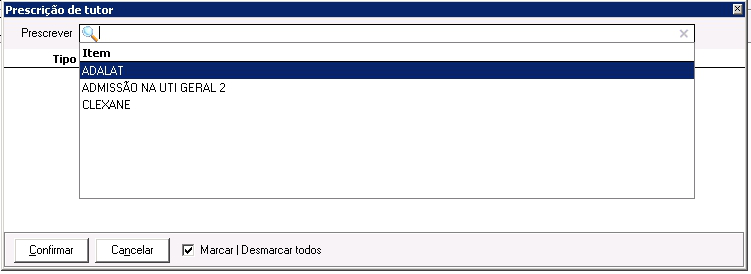 Prescrição de tutor
Prescrever
Tipo
Item
ADALAT
ADMISSÃO NA UTI GERAL 2
CLEXANE
Confirmar
Cancelar
Marcar | Desmarcar todos